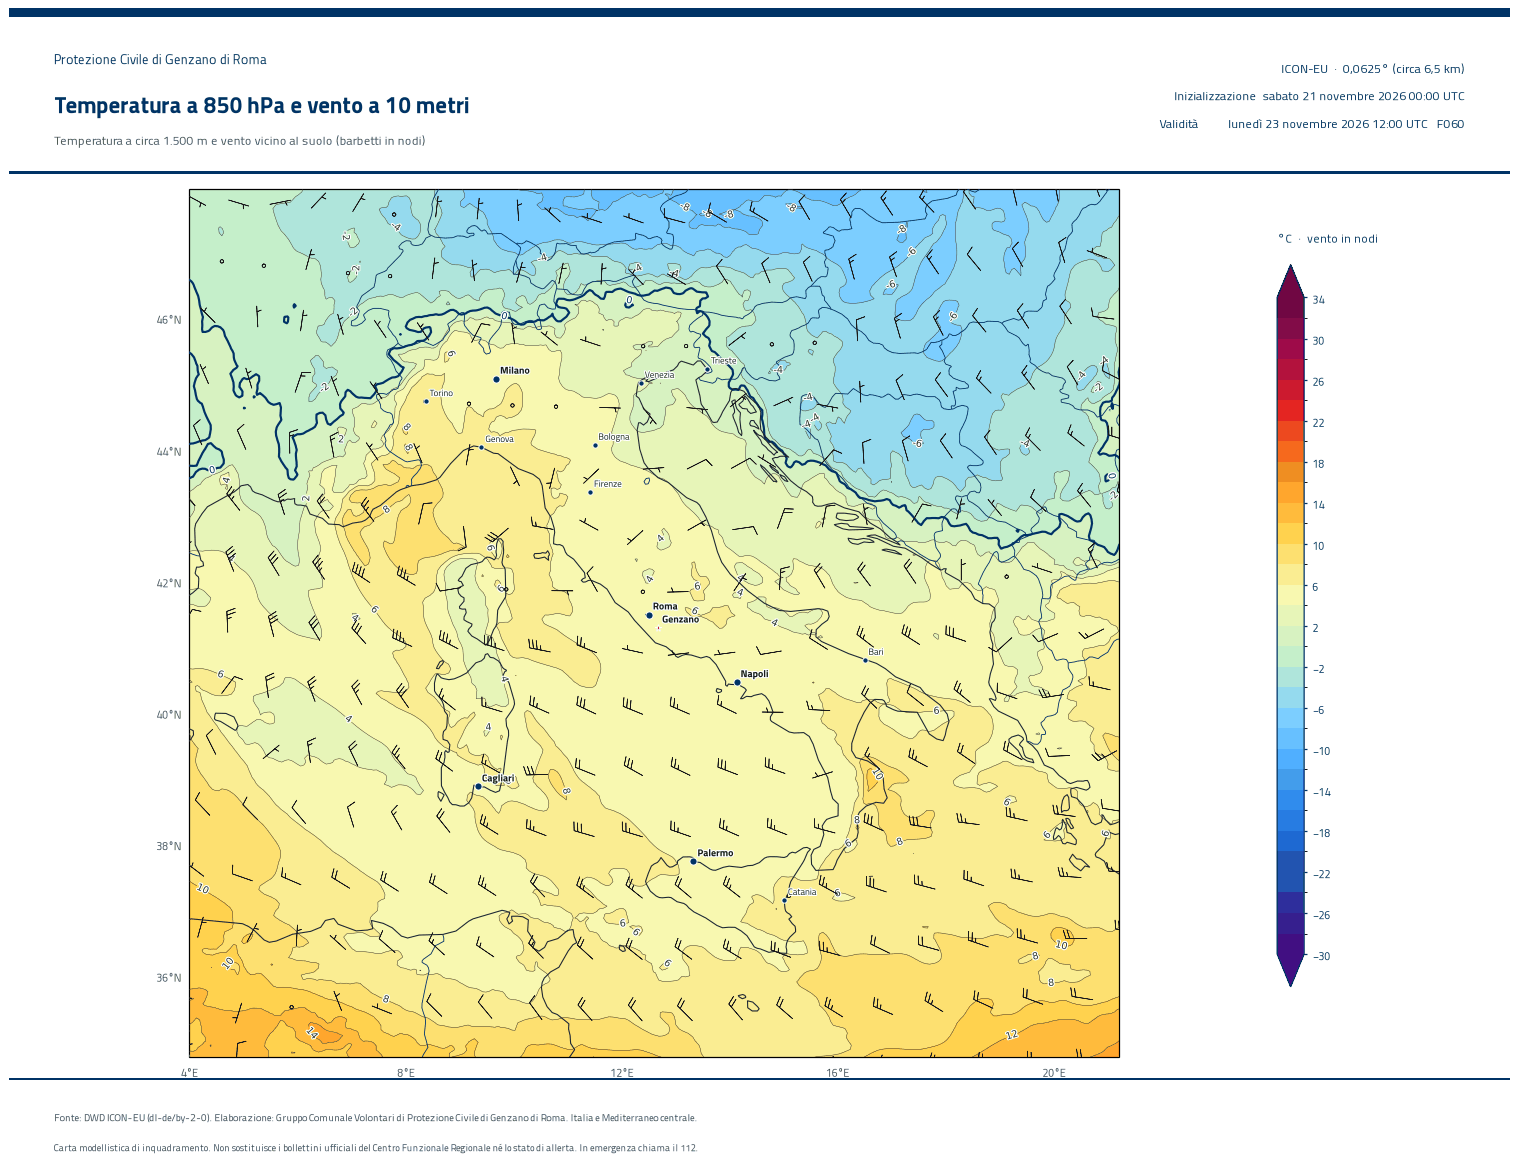 Protezione Civile di Genzano di Roma
Temperatura a 850 hPa e vento a 10 metri
Temperatura a circa 1.500 m e vento vicino al suolo (barbetti in nodi)
ICON-EU · 0,0625° (circa 6,5 km)
Inizializzazione sabato 21 novembre 2026 00:00 UTC
Validità lunedì 23 novembre 2026 12:00 UTC F060
°C · vento in nodi
34
30
26
22
18
14
10
6
2
−2
−6
−10
−14
−18
−22
−26
−30
46°N
44°N
42°N
40°N
38°N
36°N
4°E
8°E
12°E
16°E
20°E
Milano
Torino
Venezia
Trieste
Genova
Bologna
Firenze
Roma
Genzano
Napoli
Bari
Cagliari
Palermo
Catania
Fonte: DWD ICON-EU (dl-de/by-2-0). Elaborazione: Gruppo Comunale Volontari di Protezione Civile di Genzano di Roma. Italia e Mediterraneo centrale.
Carta modellistica di inquadramento. Non sostituisce i bollettini ufficiali del Centro Funzionale Regionale né lo stato di allerta. In emergenza chiama il 112.